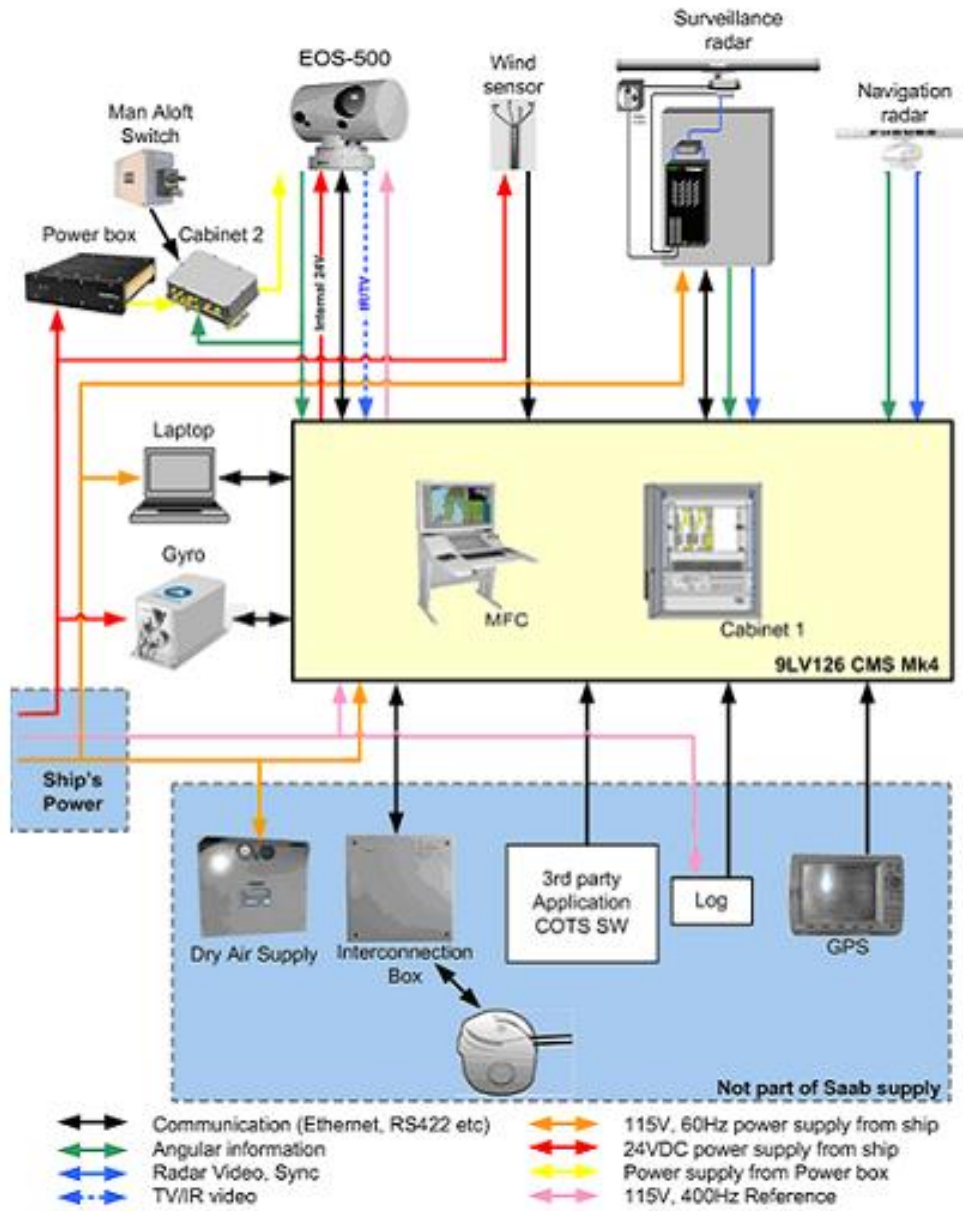 Surveillance
radar
EOS-500
Wind
sensor
Navigation
radar
Man Aloft
Switch
Power box
Cabinet 2
Internal 24V
IR/TV
Laptop
Gyro
MFC
Cabinet 1
9LV126 CMS Mk4
Ship's
Power
3rd party
Application
COTS SW
Log
Dry Air Supply
Interconnection
Box
GPS
Not part of Saab supply
Communication (Ethernet, RS422 etc)
Angular information
Radar Video, Sync
TV/IR video
115V, 60Hz power supply from ship
24VDC power supply from ship
Power supply from Power box
115V, 400Hz Reference